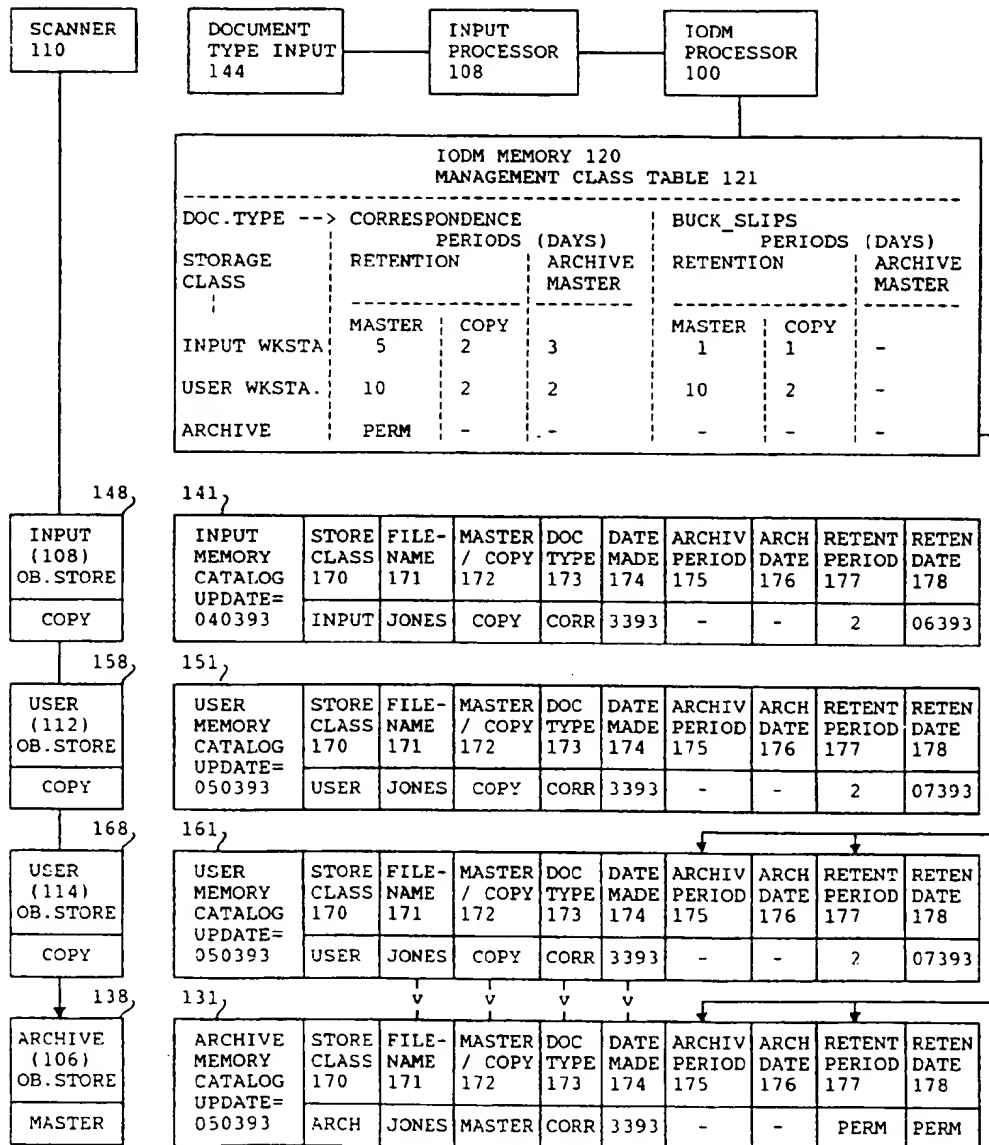 SCANNER
110
DOCUMENT
TYPE INPUT
144
INPUT
PROCESSOR
108
IODM
PROCESSOR
100
IODM MEMORY 120
MANAGEMENT CLASS TABLE 121
DOC.TYPE --> CORRESPONDENCE BUCK_SLIPS
PERIODS (DAYS) PERIODS (DAYS)
STORAGE RETENTION ARCHIVE RETENTION ARCHIVE
CLASS MASTER MASTER
MASTER COPY MASTER COPY
INPUT WKSTA 5 2 3 1 1 -
USER WKSTA. 10 2 2 10 2 -
ARCHIVE PERM - - - - -
148 141
INPUT
(108)
OB.STORE
COPY
INPUT STORE FILE- MASTER DOC DATE ARCHIV ARCH RETENT RETEN
MEMORY CLASS NAME / COPY TYPE MADE PERIOD DATE PERIOD DATE
CATALOG 170 171 172 173 174 175 176 177 178
UPDATE=
040393 INPUT JONES COPY CORR 3393 - - 2 06393
158 151
USER
(112)
OB.STORE
COPY
USER STORE FILE- MASTER DOC DATE ARCHIV ARCH RETENT RETEN
MEMORY CLASS NAME / COPY TYPE MADE PERIOD DATE PERIOD DATE
CATALOG 170 171 172 173 174 175 176 177 178
UPDATE=
050393 USER JONES COPY CORR 3393 - - 2 07393
168 161
USER
(114)
OB.STORE
COPY
USER STORE FILE- MASTER DOC DATE ARCHIV ARCH RETENT RETEN
MEMORY CLASS NAME / COPY TYPE MADE PERIOD DATE PERIOD DATE
CATALOG 170 171 172 173 174 175 176 177 178
UPDATE=
050393 USER JONES COPY CORR 3393 - - 2 07393
v v v v
138 131
ARCHIVE
(106)
OB.STORE
MASTER
ARCHIVE STORE FILE- MASTER DOC DATE ARCHIV ARCH RETENT RETEN
MEMORY CLASS NAME / COPY TYPE MADE PERIOD DATE PERIOD DATE
CATALOG 170 171 172 173 174 175 176 177 178
UPDATE=
050393 ARCH JONES MASTER CORR 3393 - - PERM PERM